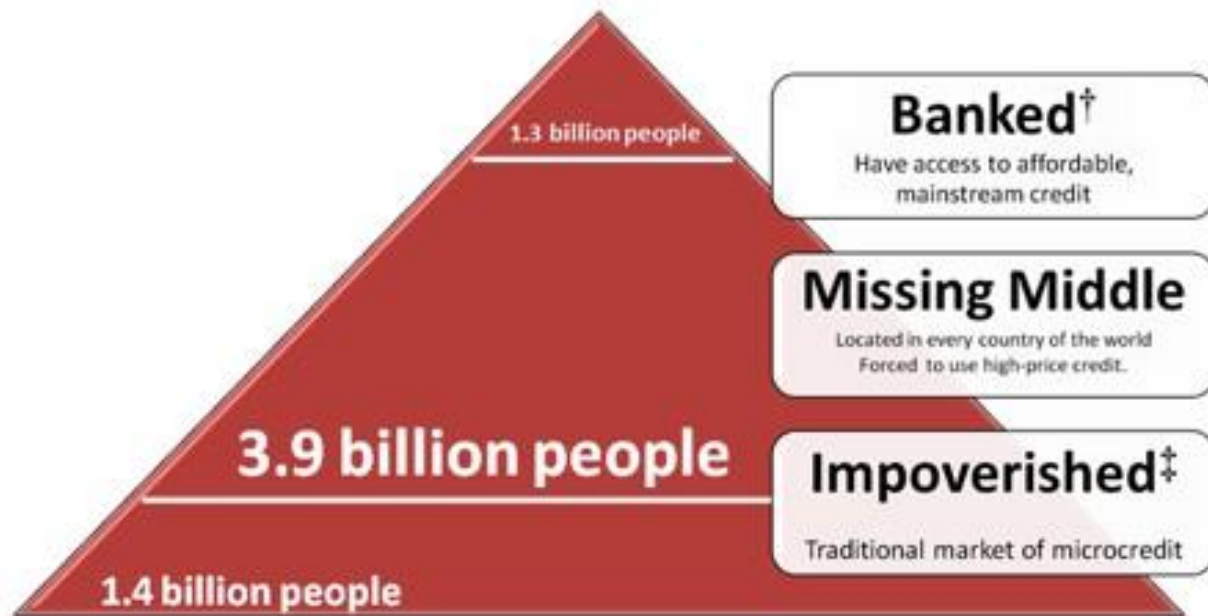 1.3 billion people
Banked†
Have access to affordable,
mainstream credit
Missing Middle
Located in every country of the world
Forced to use high-price credit.
3.9 billion people
Impoverished‡
Traditional market of microcredit
1.4 billion people